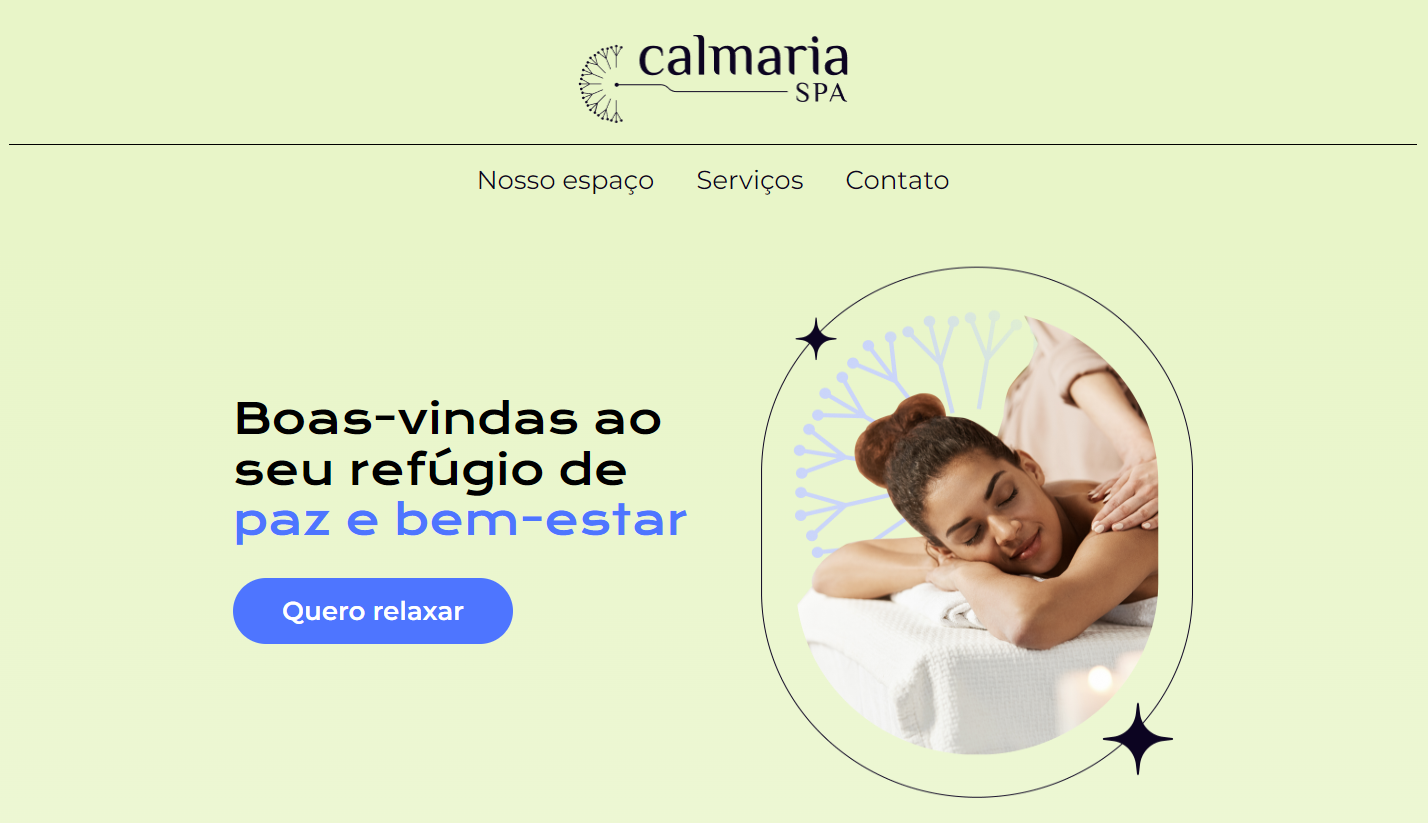 calmaria
SPA
Nosso espaço Serviços Contato
Boas-vindas ao
seu refúgio de
paz e bem-estar
Quero relaxar